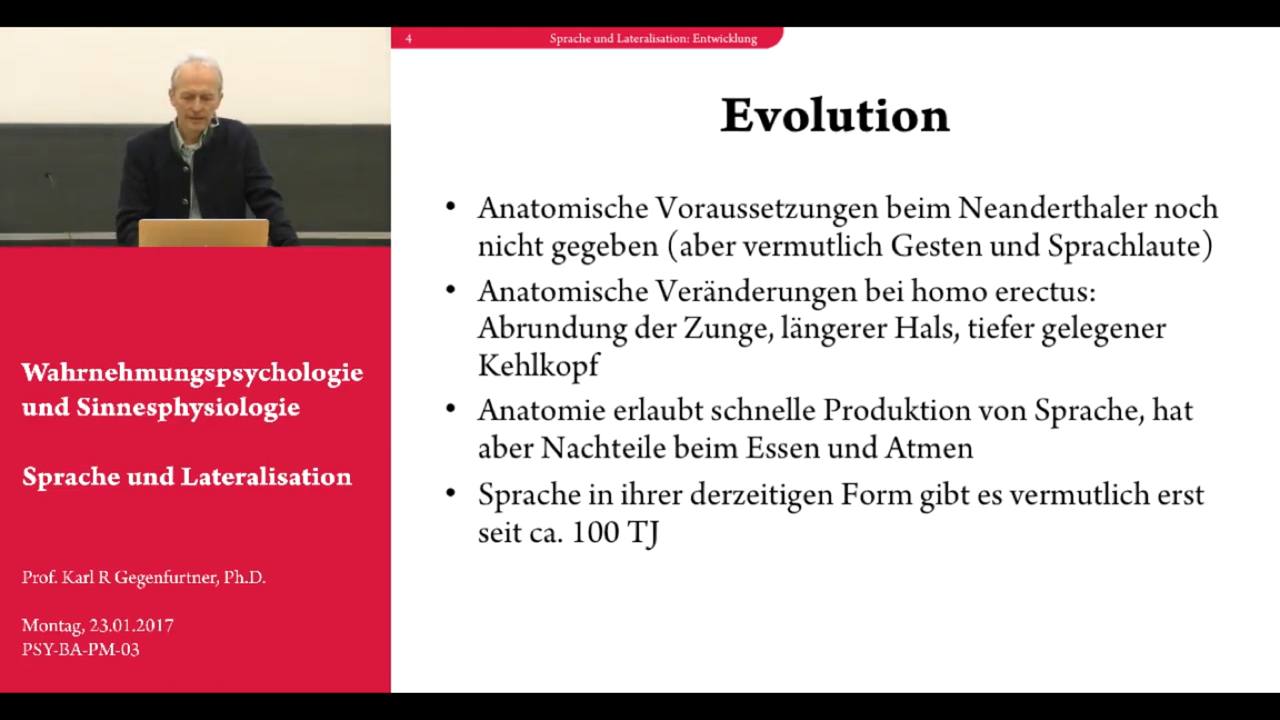 4
Sprache und Lateralisation: Entwicklung
Evolution
• Anatomische Voraussetzungen beim Neanderthaler noch
nicht gegeben (aber vermutlich Gesten und Sprachlaute)
• Anatomische Veränderungen bei homo erectus:
Abrundung der Zunge, längerer Hals, tiefer gelegener
Kehlkopf
• Anatomie erlaubt schnelle Produktion von Sprache, hat
aber Nachteile beim Essen und Atmen
• Sprache in ihrer derzeitigen Form gibt es vermutlich erst
seit ca. 100 TJ
Wahrnehmungspsychologie
und Sinnesphysiologie
Sprache und Lateralisation
Prof. Karl R Gegenfurtner, Ph.D.
Montag, 23.01.2017
PSY-BA-PM-03